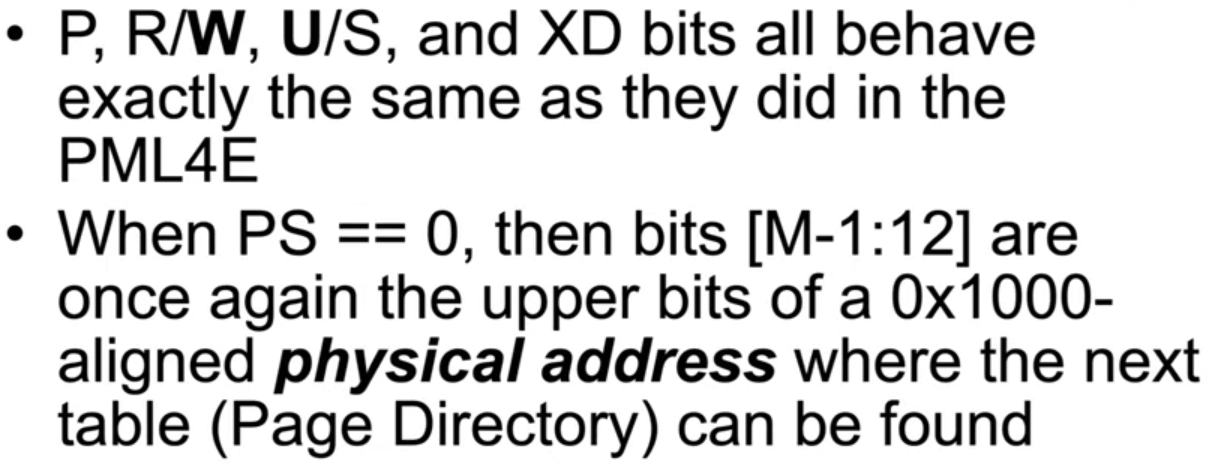 • P, R/W, U/S, and XD bits all behave
exactly the same as they did in the
PML4E
• When PS == 0, then bits [M-1:12] are
once again the upper bits of a 0x1000-
aligned physical address where the next
table (Page Directory) can be found